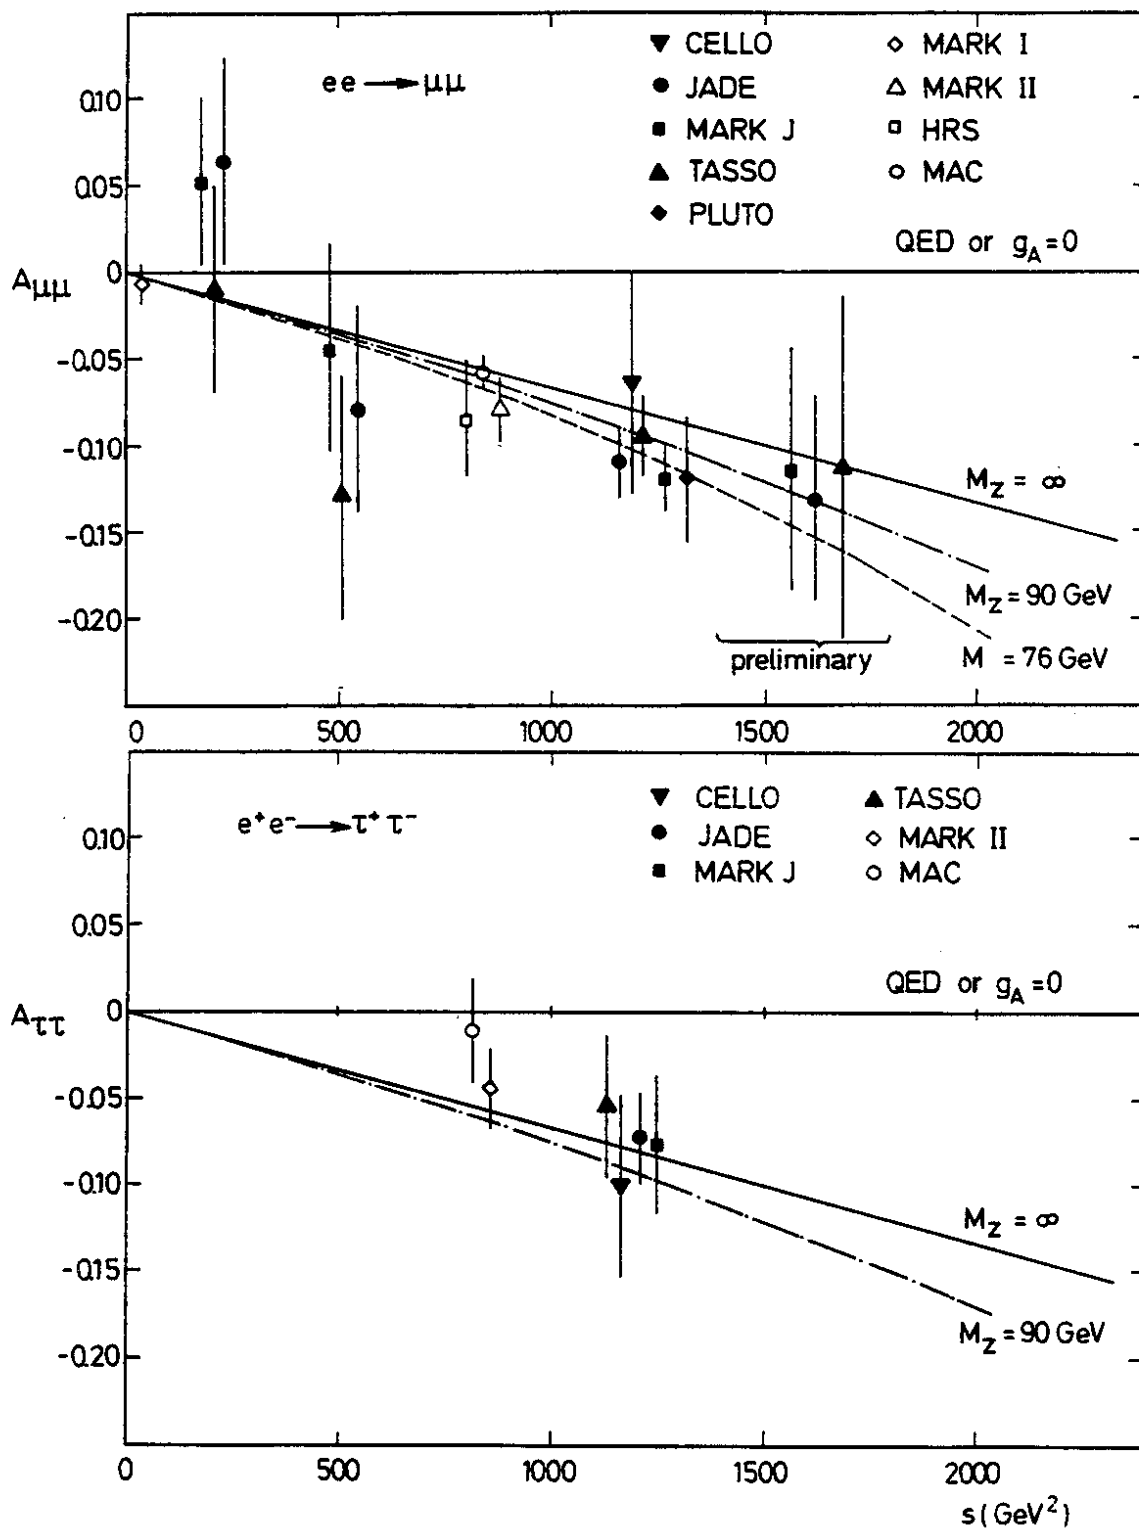 ee → μμ
▼ CELLO ◇ MARK I
● JADE △ MARK II
■ MARK J □ HRS
▲ TASSO ○ MAC
◆ PLUTO
QED or g_A=0
0.10
0.05
0
-0.05
-0.10
-0.15
-0.20
A_μμ
M_Z = ∞
M_Z = 90 GeV
M = 76 GeV
preliminary
0 500 1000 1500 2000
e⁺e⁻ → τ⁺τ⁻
▼ CELLO ▲ TASSO
● JADE ◇ MARK II
■ MARK J ○ MAC
QED or g_A=0
0.10
0.05
0
-0.05
-0.10
-0.15
-0.20
A_ττ
M_Z = ∞
M_Z = 90 GeV
0 500 1000 1500 2000
s (GeV²)